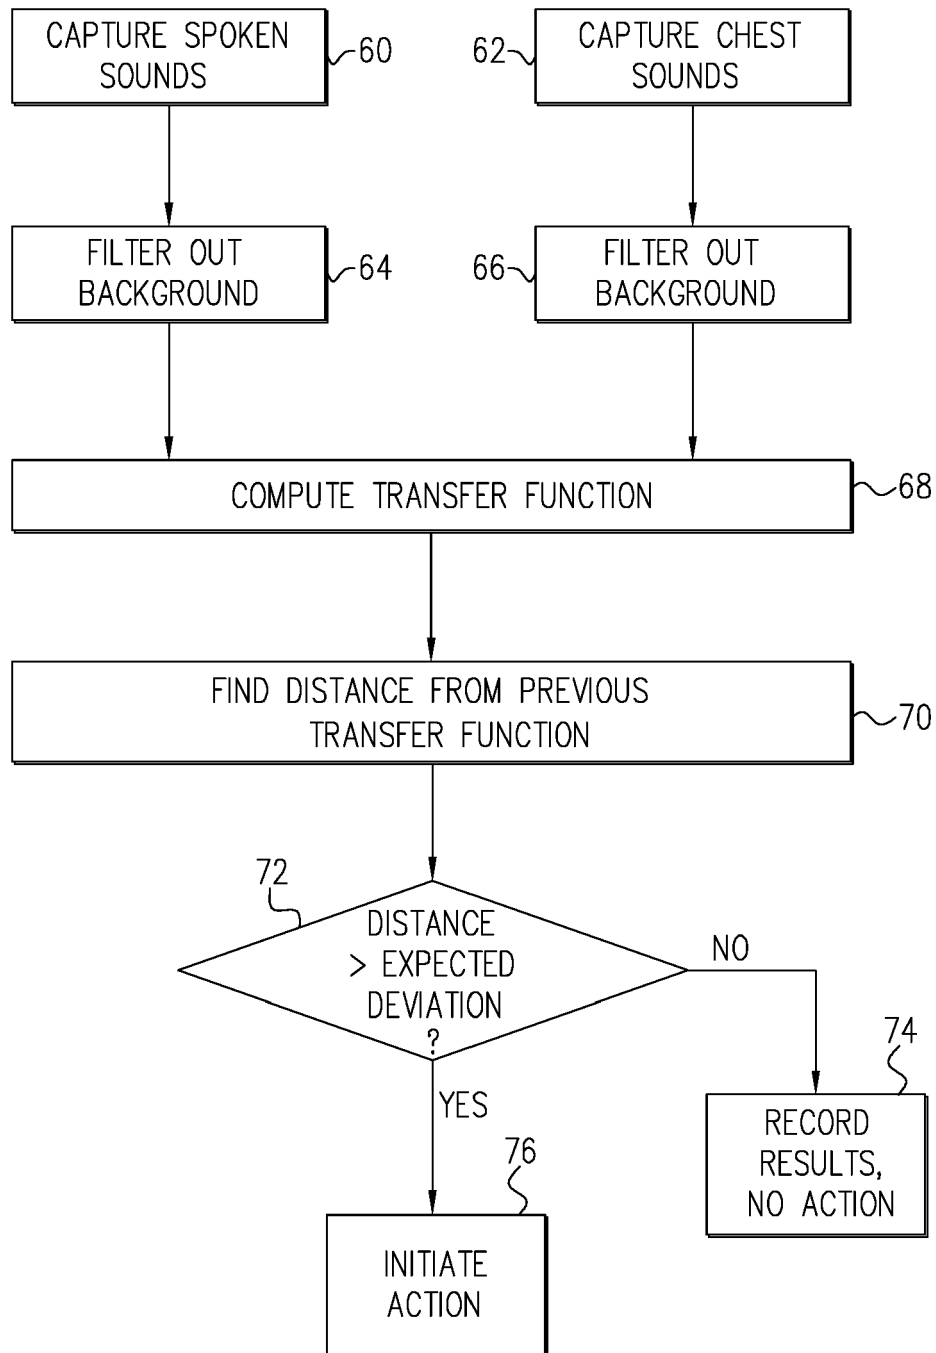 CAPTURE SPOKEN
SOUNDS
60
62
CAPTURE CHEST
SOUNDS
FILTER OUT
BACKGROUND
64
66
FILTER OUT
BACKGROUND
COMPUTE TRANSFER FUNCTION
68
FIND DISTANCE FROM PREVIOUS
TRANSFER FUNCTION
70
72
DISTANCE
> EXPECTED
DEVIATION
?
NO
YES
74
RECORD
RESULTS,
NO ACTION
76
INITIATE
ACTION